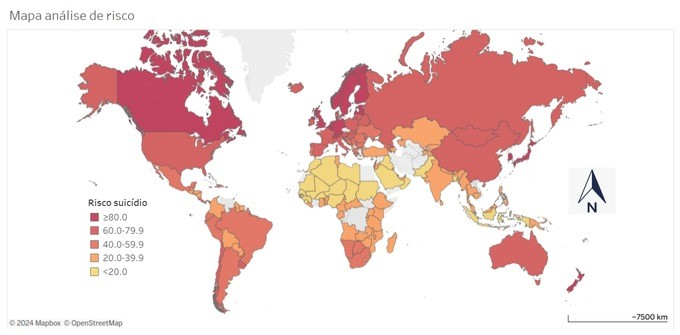 Mapa análise de risco
Risco suicídio
≥80.0
60.0-79.9
40.0-59.9
20.0-39.9
<20.0
N
© 2024 Mapbox © OpenStreetMap
~7500 km